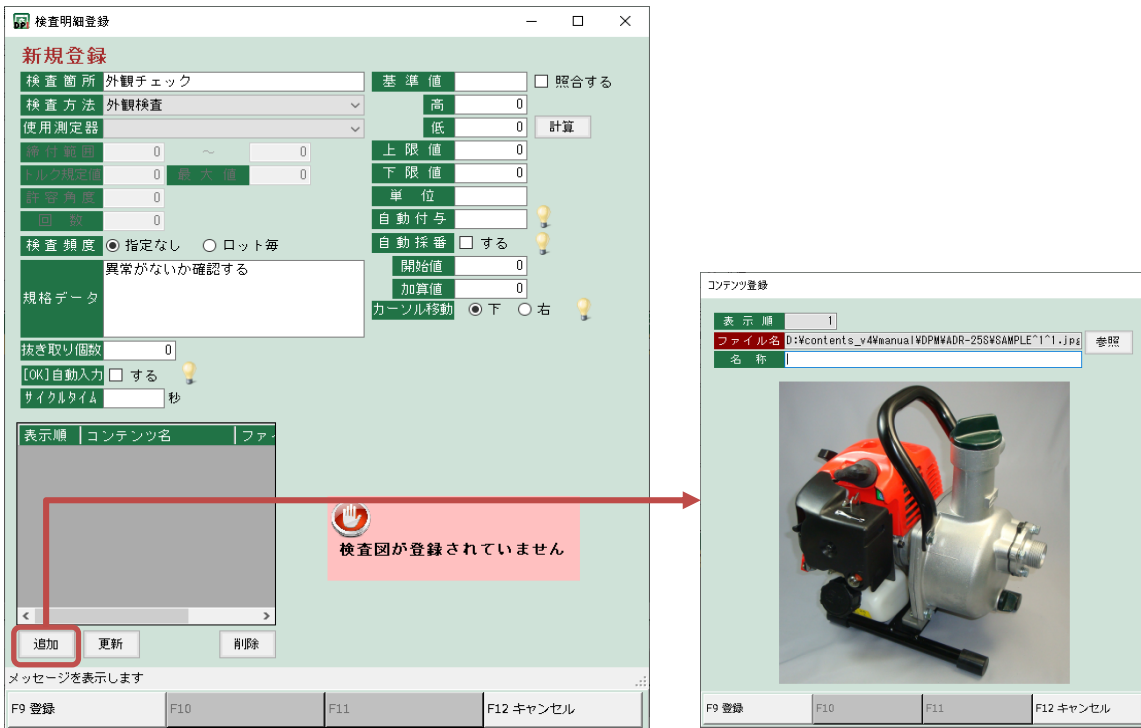 DP 検査明細登録
新規登録
検査箇所 外観チェック
検査方法 外観検査
使用測定器
締付範囲 0 ～ 0
トルク規定値 0 最大値 0
許容角度 0
回数 0
検査頻度 指定なし ロット毎
規格データ 異常がないか確認する
抜き取り個数 0
[OK]自動入力 する
サイクルタイム 秒
基準値 照合する
高 0
低 0 計算
上限値 0
下限値 0
単位
自動付与
自動採番 する
開始値 0
加算値 0
カーソル移動 下 右
表示順 コンテンツ名 ファイ
検査図が登録されていません
追加 更新 削除
メッセージを表示します
F9 登録 F10 F11 F12 キャンセル
コンテンツ登録
表示順 1
ファイル名 D:¥contents_v4¥manual¥DPM¥ADR-25S¥SAMPLE^1^1.jpg 参照
名称
F9 登録 F10 F11 F12 キャンセル